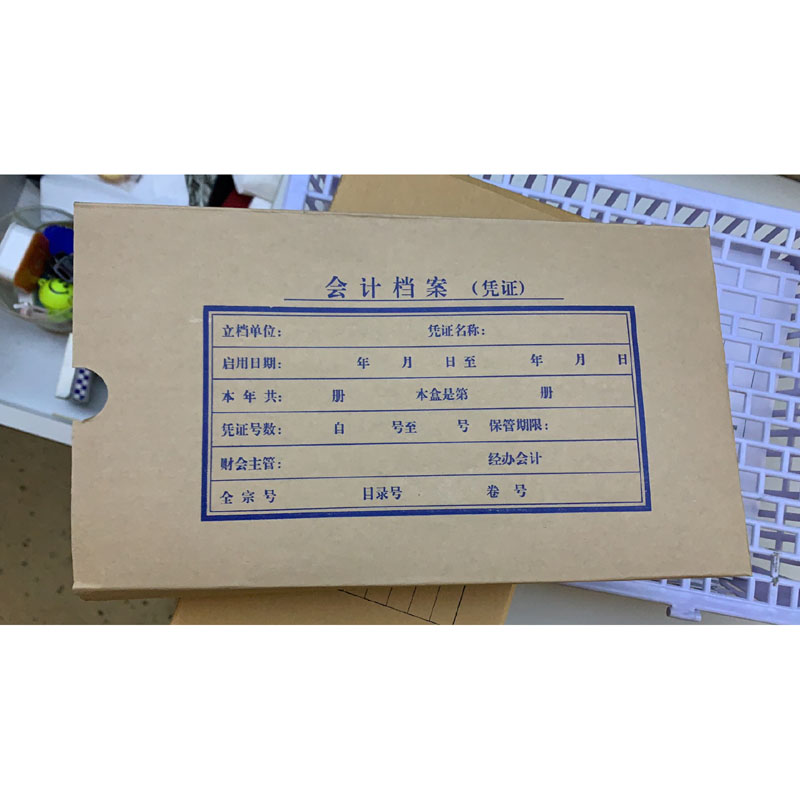 会计档案（凭证）
立档单位： 凭证名称：
启用日期： 年 月 日 至 年 月 日
本 年 共： 册 本盒是第 册
凭证号数： 自 号至 号 保管期限：
财会主管： 经办会计
全 宗 号 目录号 卷 号